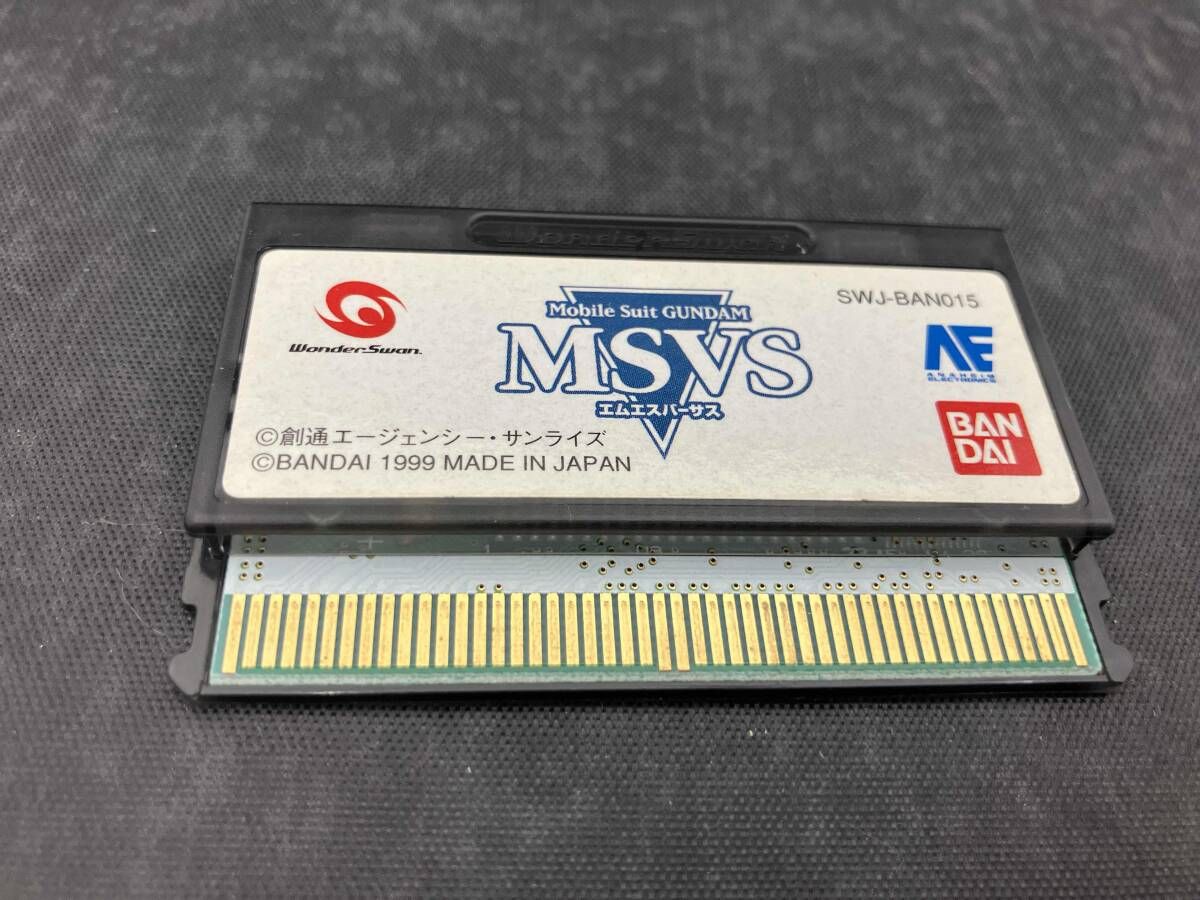 WonderSwan
WonderSwan
Mobile Suit GUNDAM
MSVS
エムエスバーサス
SWJ-BAN015
AE
ANAHEIM
ELECTRONICS
BAN
DAI
©創通エージェンシー・サンライズ
©BANDAI 1999 MADE IN JAPAN